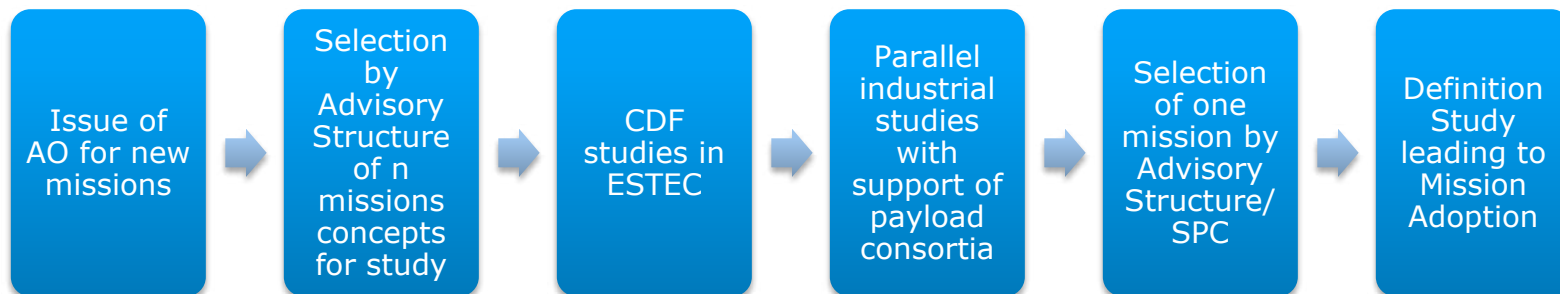 Issue of
AO for new
missions
Selection
by
Advisory
Structure
of n
missions
concepts
for study
CDF
studies in
ESTEC
Parallel
industrial
studies
with
support of
payload
consortia
Selection
of one
mission by
Advisory
Structure/
SPC
Definition
Study
leading to
Mission
Adoption